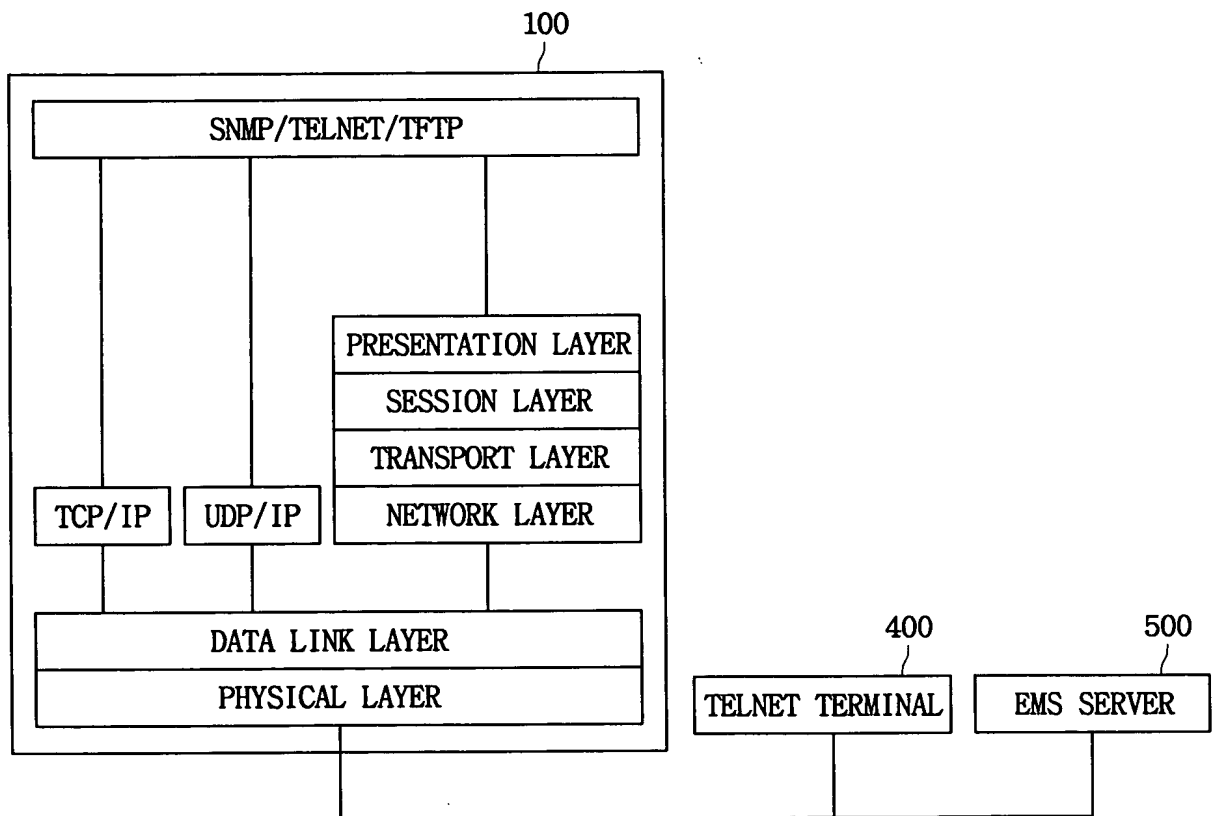 100
SNMP/TELNET/TFTP
PRESENTATION LAYER
SESSION LAYER
TRANSPORT LAYER
TCP/IP
UDP/IP
NETWORK LAYER
DATA LINK LAYER
PHYSICAL LAYER
400
500
TELNET TERMINAL
EMS SERVER